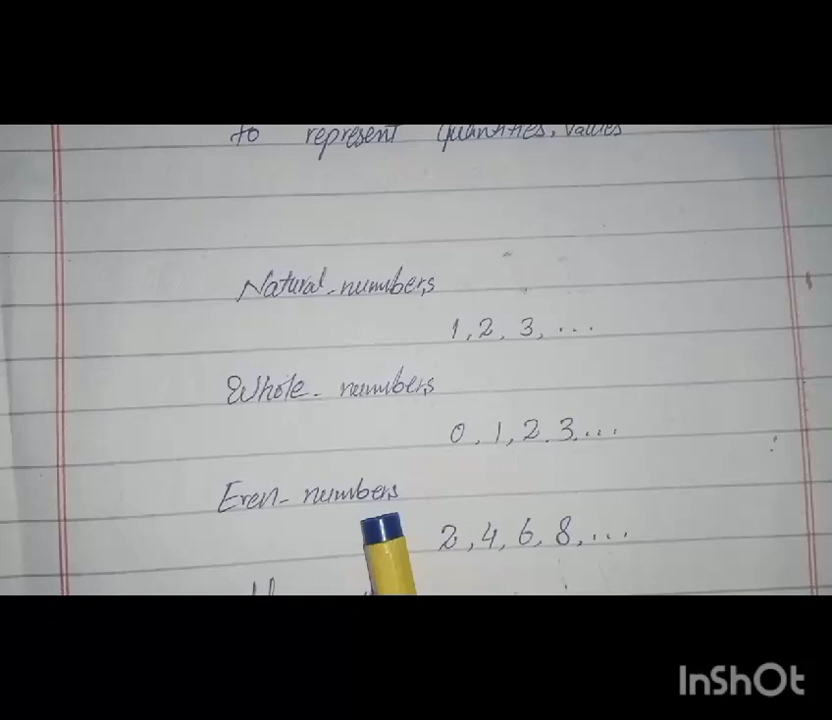 to represent Quantities, values
Natural-numbers
1, 2, 3, ...
Whole-numbers
0, 1, 2, 3, ...
Even-numbers
2, 4, 6, 8, ...
InShOt